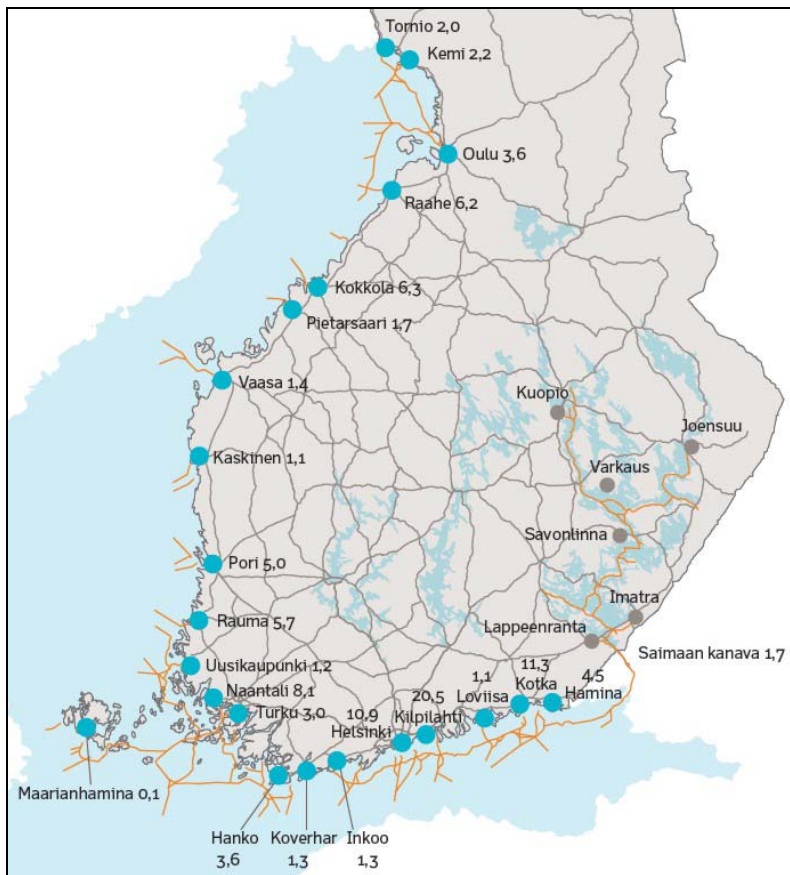 Tornio 2,0
Kemi 2,2
Oulu 3,6
Raahe 6,2
Kokkola 6,3
Pietarsaari 1,7
Vaasa 1,4
Kuopio
Joensuu
Kaskinen 1,1
Varkaus
Savonlinna
Pori 5,0
Imatra
Rauma 5,7
Lappeenranta
Saimaan kanava 1,7
Uusikaupunki 1,2
Naantali 8,1
Turku 3,0
10,9
Helsinki
20,5
Kilpilahti
1,1
Loviisa
11,3
Kotka
4,5
Hamina
Maarianhamina 0,1
Hanko
3,6
Koverhar
1,3
Inkoo
1,3